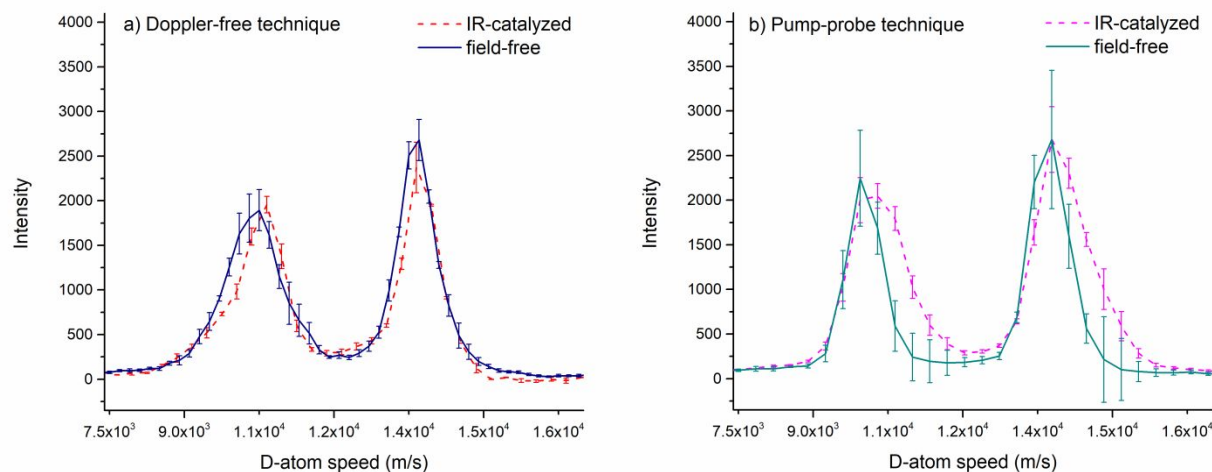 a) Doppler-free technique
IR-catalyzed
field-free
4000
3500
3000
2500
2000
1500
1000
500
0
Intensity
7.5x10³ 9.0x10³ 1.1x10⁴ 1.2x10⁴ 1.4x10⁴ 1.5x10⁴ 1.6x10⁴
D-atom speed (m/s)
b) Pump-probe technique
IR-catalyzed
field-free
4000
3500
3000
2500
2000
1500
1000
500
0
Intensity
7.5x10³ 9.0x10³ 1.1x10⁴ 1.2x10⁴ 1.4x10⁴ 1.5x10⁴ 1.6x10⁴
D-atom speed (m/s)